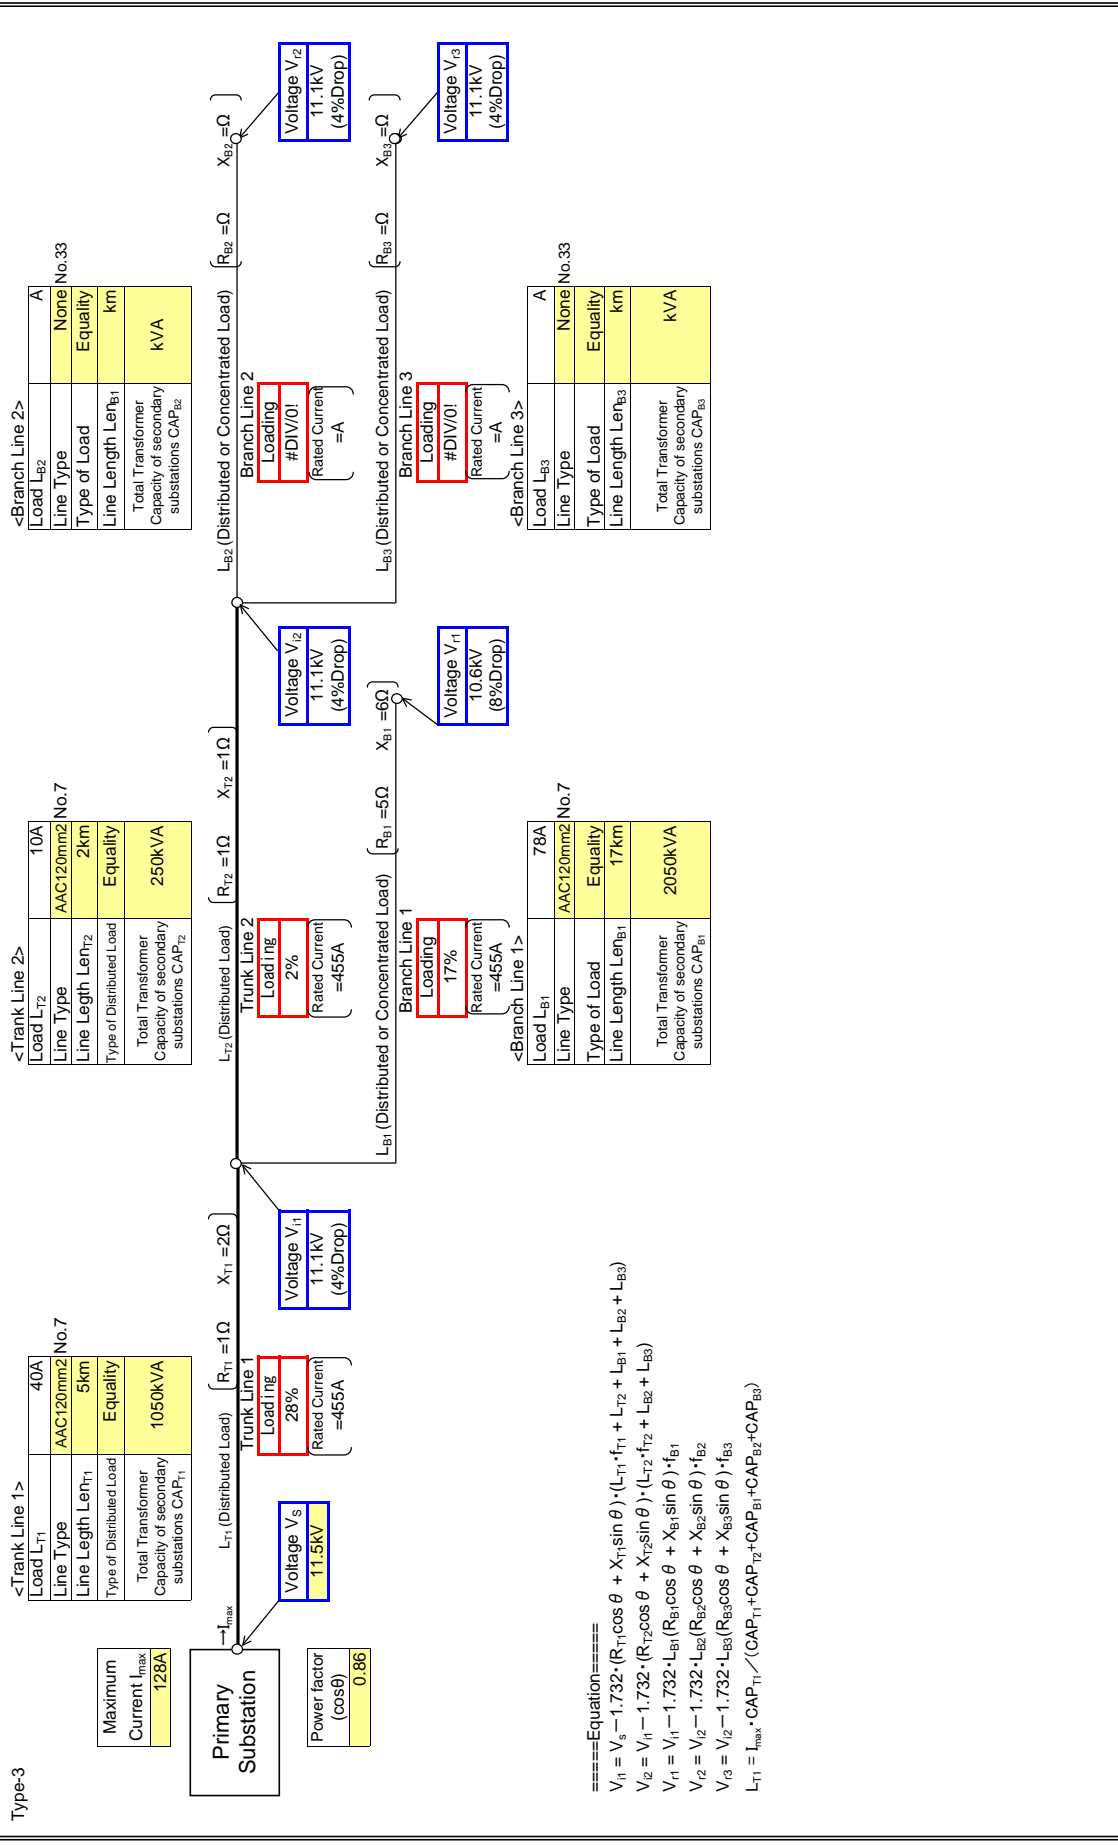 Type-3
Maximum
Current Imax
128A
Primary
Substation
Power factor
(cosθ)
0.86
→Imax
Voltage VS
11.5kV
<Trank Line 1>
Load LT1 40A
Line Type AAC120mm2 No.7
Line Legth LenT1 5km
Type of Distributed Load Equality
Total Transformer
Capacity of secondary
substations CAPT1
1050kVA
LT1 (Distributed Load)
RT1 =1Ω XT1 =2Ω
Trunk Line 1
Loading
28%
Rated Current
=455A
Voltage Vi1
11.1kV
(4%Drop)
<Trank Line 2>
Load LT2 10A
Line Type AAC120mm2 No.7
Line Legth LenT2 2km
Type of Distributed Load Equality
Total Transformer
Capacity of secondary
substations CAPT2
250kVA
LT2 (Distributed Load)
RT2 =1Ω XT2 =1Ω
Trunk Line 2
Loading
2%
Rated Current
=455A
Voltage Vi2
11.1kV
(4%Drop)
LB1 (Distributed or Concentrated Load)
RB1 =5Ω XB1 =6Ω
Branch Line 1
Loading
17%
Rated Current
=455A
Voltage Vr1
10.6kV
(8%Drop)
<Branch Line 1>
Load LB1 78A
Line Type AAC120mm2 No.7
Type of Load Equality
Line Length LenB1 17km
Total Transformer
Capacity of secondary
substations CAPB1
2050kVA
<Branch Line 2>
Load LB2 A
Line Type None No.33
Type of Load Equality
Line Length LenB1 km
Total Transformer
Capacity of secondary
substations CAPB2
kVA
LB2 (Distributed or Concentrated Load)
RB2 =Ω XB2 =Ω
Branch Line 2
Loading
#DIV/0!
Rated Current
=A
Voltage Vr2
11.1kV
(4%Drop)
LB3 (Distributed or Concentrated Load)
RB3 =Ω XB3 =Ω
Branch Line 3
Loading
#DIV/0!
Rated Current
=A
Voltage Vr3
11.1kV
(4%Drop)
<Branch Line 3>
Load LB3 A
Line Type None No.33
Type of Load Equality
Line Length LenB3 km
Total Transformer
Capacity of secondary
substations CAPB3
kVA
=====Equation=====
Vi1 = Vs－1.732･(RT1cosθ + XT1sinθ)･(LT1･fT1 + LT2 + LB1 + LB2 + LB3)
Vi2 = Vi1－1.732･(RT2cosθ + XT2sinθ)･(LT2･fT2 + LB2 + LB3)
Vr1 = Vi1－1.732･LB1(RB1cosθ + XB1sinθ)･fB1
Vr2 = Vi2－1.732･LB2(RB2cosθ + XB2sinθ)･fB2
Vr3 = Vi2－1.732･LB3(RB3cosθ + XB3sinθ)･fB3
LT1 = Imax･CAPT1／(CAPT1+CAPT2+CAPB1+CAPB2+CAPB3)